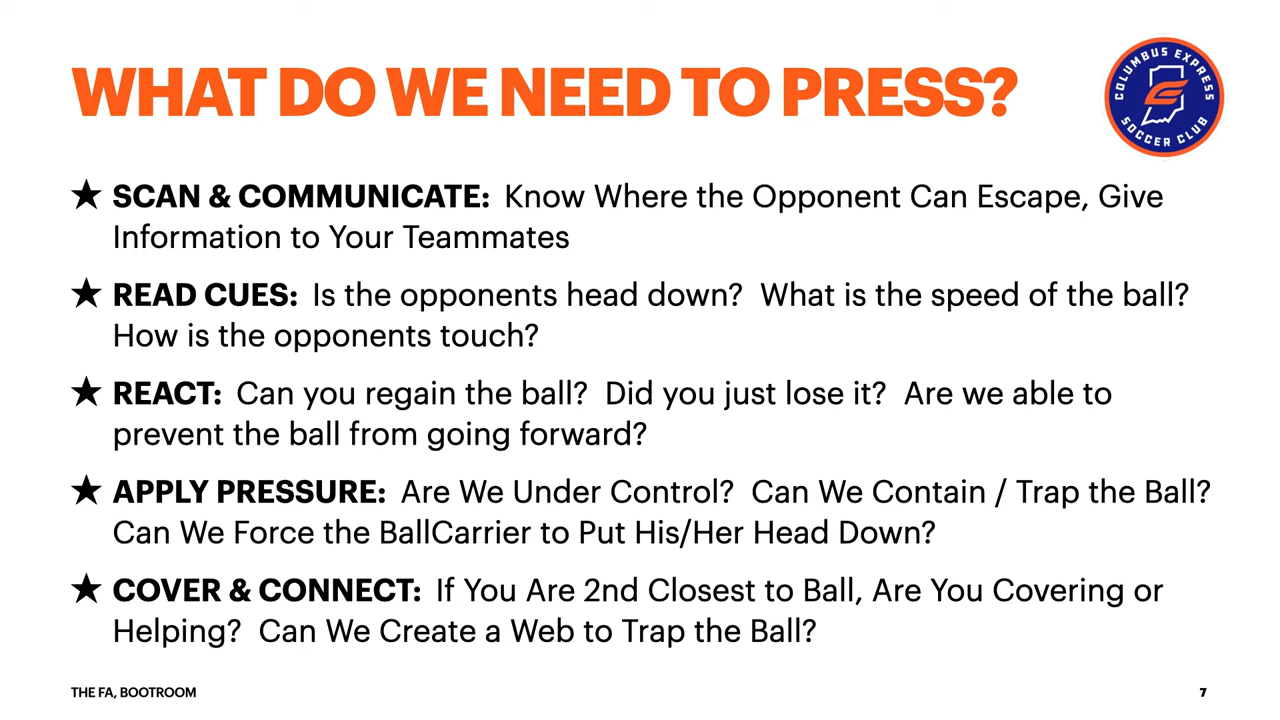 WHAT DO WE NEED TO PRESS?
COLUMBUS EXPRESS
SOCCER CLUB
★ SCAN & COMMUNICATE: Know Where the Opponent Can Escape, Give
Information to Your Teammates
★ READ CUES: Is the opponents head down? What is the speed of the ball?
How is the opponents touch?
★ REACT: Can you regain the ball? Did you just lose it? Are we able to
prevent the ball from going forward?
★ APPLY PRESSURE: Are We Under Control? Can We Contain / Trap the Ball?
Can We Force the BallCarrier to Put His/Her Head Down?
★ COVER & CONNECT: If You Are 2nd Closest to Ball, Are You Covering or
Helping? Can We Create a Web to Trap the Ball?
THE FA, BOOTROOM
7